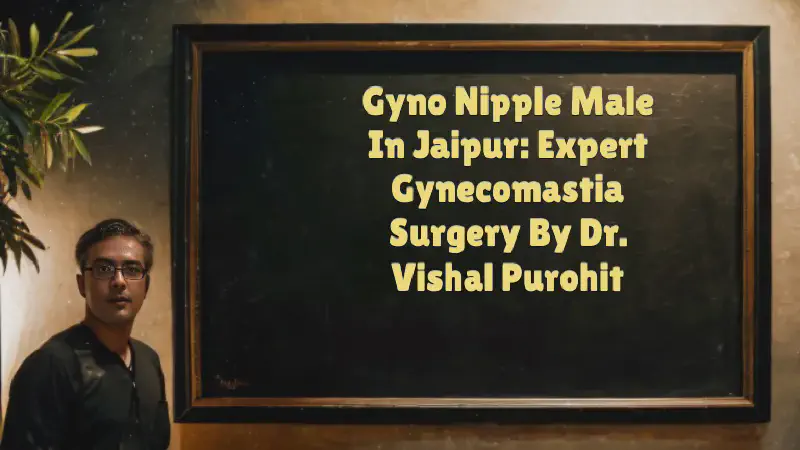 Gyno Nipple Male
In Jaipur: Expert
Gynecomastia
Surgery By Dr.
Vishal Purohit